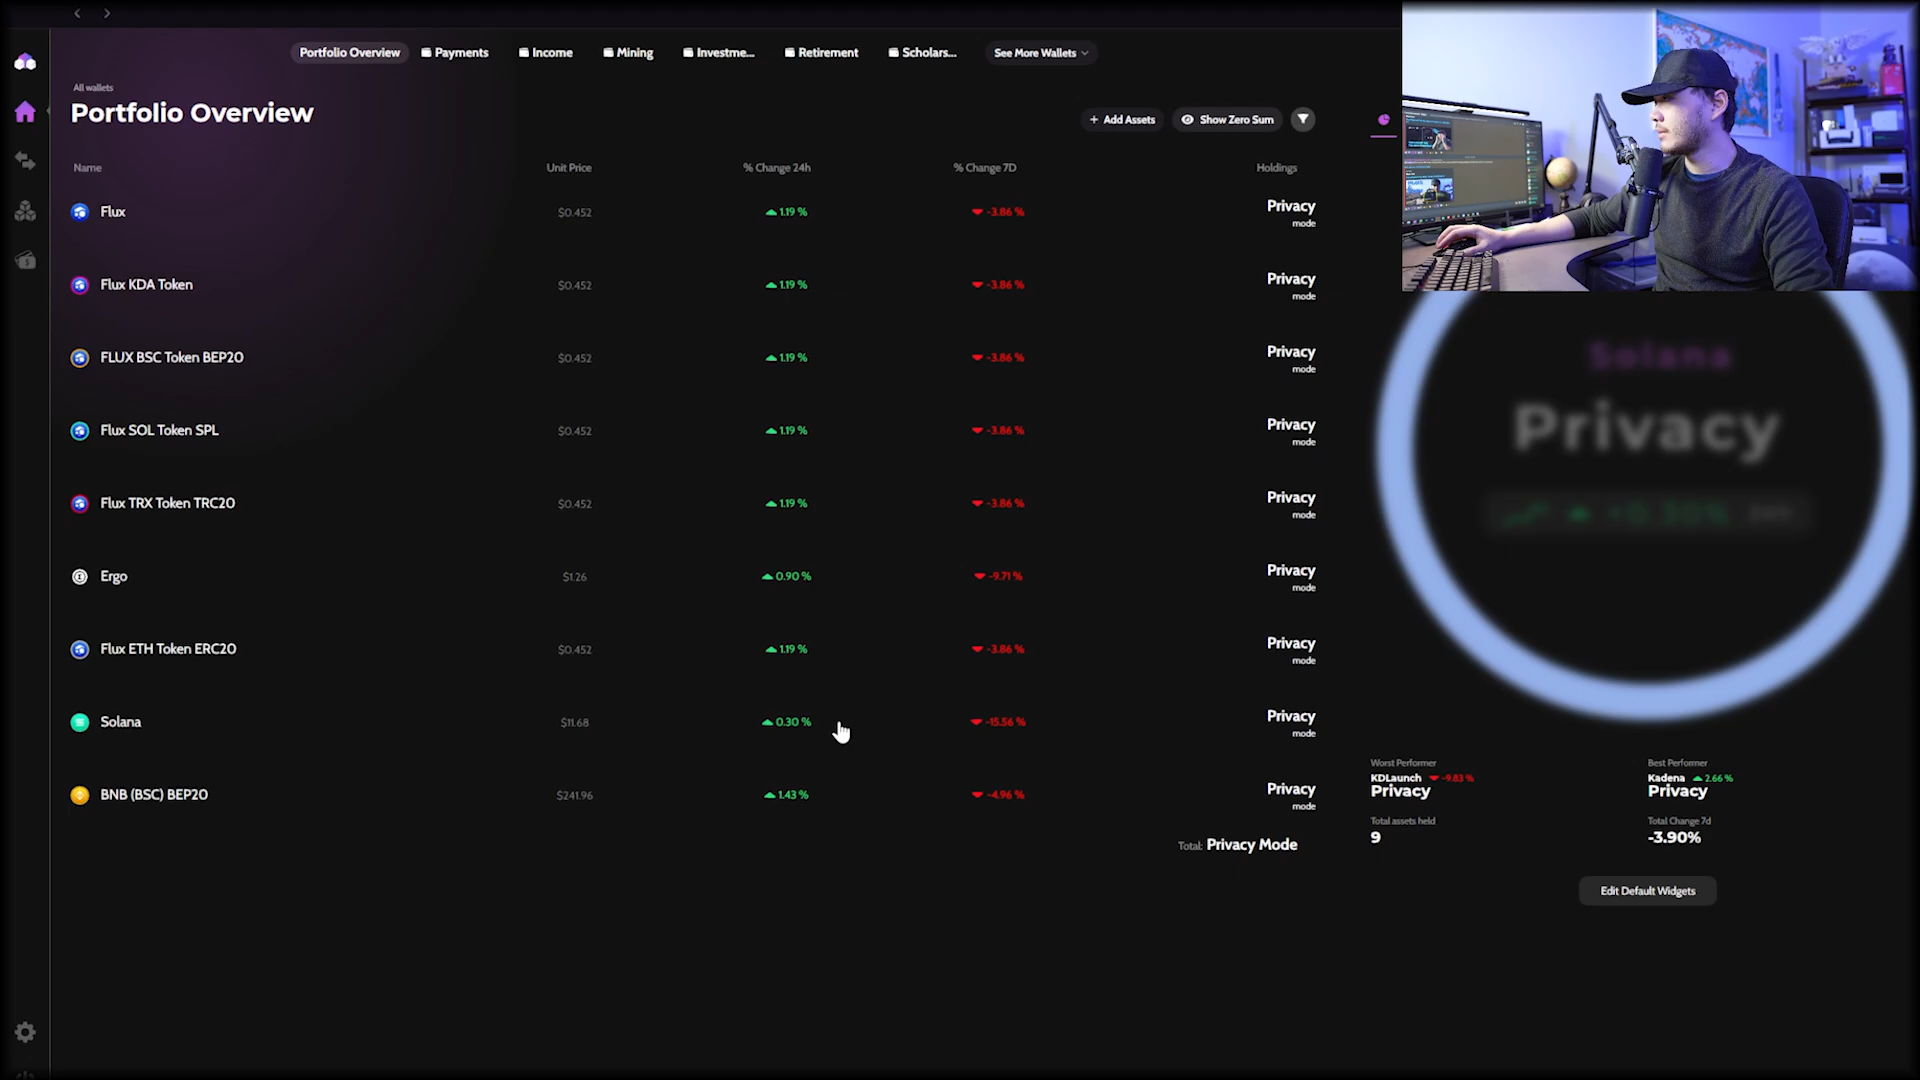 Portfolio Overview
Payments
Income
Mining
Investme...
Retirement
Scholars...
See More Wallets
All wallets
Portfolio Overview
+ Add Assets
Show Zero Sum
Name
Unit Price
% Change 24h
% Change 7D
Holdings
Flux
$0.452
1.19 %
-3.86 %
Privacy
mode
Flux KDA Token
$0.452
1.19 %
-3.86 %
Privacy
mode
FLUX BSC Token BEP20
$0.452
1.19 %
-3.86 %
Privacy
mode
Flux SOL Token SPL
$0.452
1.19 %
-3.86 %
Privacy
mode
Flux TRX Token TRC20
$0.452
1.19 %
-3.86 %
Privacy
mode
Ergo
$1.26
0.90 %
-9.71 %
Privacy
mode
Flux ETH Token ERC20
$0.452
1.19 %
-3.86 %
Privacy
mode
Solana
$11.68
0.30 %
-15.56 %
Privacy
mode
BNB (BSC) BEP20
$241.96
1.43 %
-4.96 %
Privacy
mode
Total: Privacy Mode
Solana
Privacy
+0.30%
Worst Performer
KDLaunch -9.83 %
Privacy
Best Performer
Kadena 2.66 %
Privacy
Total assets held
9
Total Change 7d
-3.90%
Edit Default Widgets